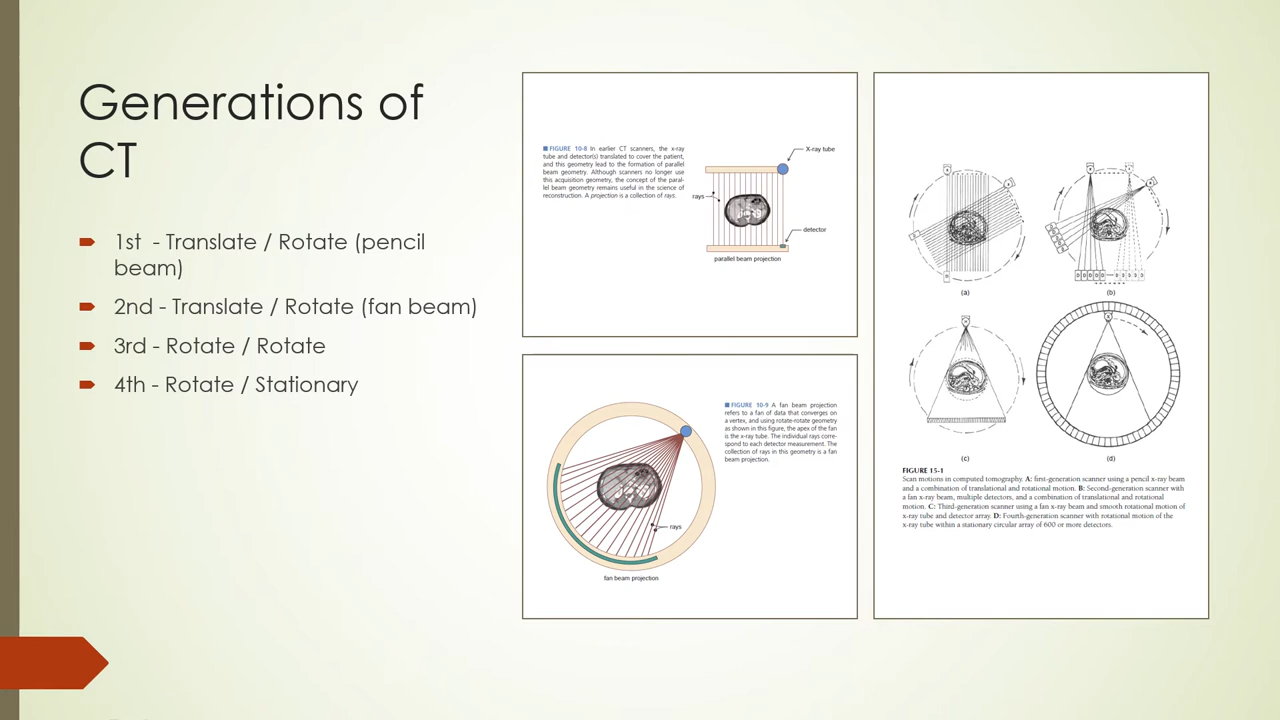 Generations of
CT
1st  - Translate / Rotate (pencil
beam)
2nd - Translate / Rotate (fan beam)
3rd - Rotate / Rotate
4th - Rotate / Stationary
FIGURE 10-8 In earlier CT scanners, the x-ray
tube and detector(s) translated to cover the patient,
and this geometry lead to the formation of parallel
beam geometry. Although scanners no longer use
this acquisition geometry, the concept of the paral-
lel beam geometry remains useful in the science of
reconstruction. A projection is a collection of rays.
X-ray tube
rays
detector
parallel beam projection
FIGURE 10-9 A fan beam projection
refers to a fan of data that converges on
a vertex, and using rotate-rotate geometry
as shown in this figure, the apex of the fan
is the x-ray tube. The individual rays corre-
spond to each detector measurement. The
collection of rays in this geometry is a fan
beam projection.
rays
fan beam projection
(a)
(b)
(c)
(d)
FIGURE 15-1
Scan motions in computed tomography. A: first-generation scanner using a pencil x-ray beam
and a combination of translational and rotational motion. B: Second-generation scanner with
a fan x-ray beam, multiple detectors, and a combination of translational and rotational
motion. C: Third-generation scanner using a fan x-ray beam and smooth rotational motion of
x-ray tube and detector array. D: Fourth-generation scanner with rotational motion of the
x-ray tube within a stationary circular array of 600 or more detectors.